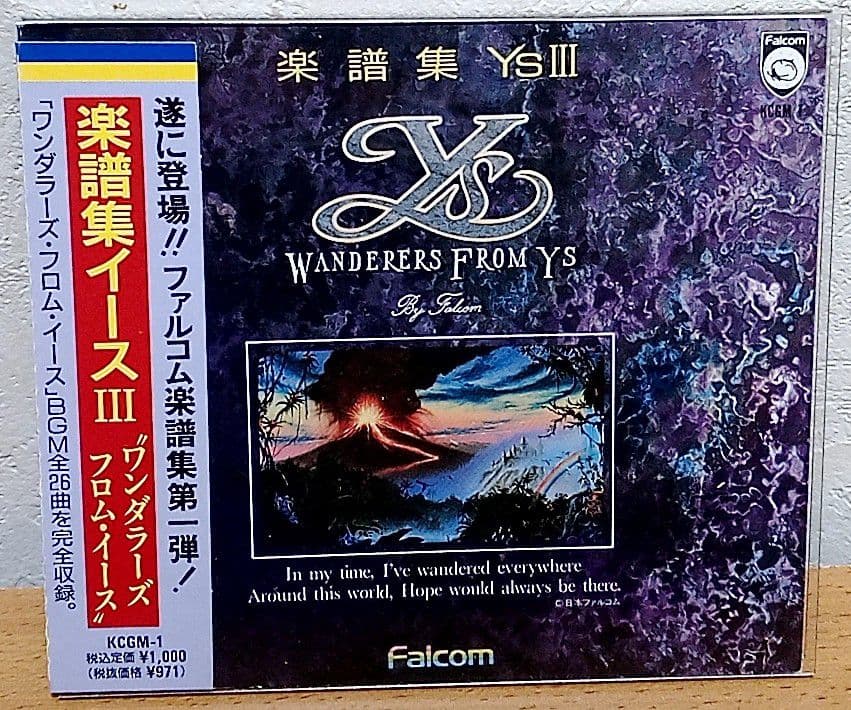 遂に登場!!ファルコム楽譜集第一弾!
楽譜集イースIII
"ワンダラーズ
フロム・イース"
「ワンダラーズ・フロム・イース」BGM全26曲を完全収録。
KCGM-1
税込定価 ¥1,000
(税抜価格 ¥971)
楽譜集 YsIII
Falcom
KCGM-1
Ys
WANDERERS FROM YS
By Falcom
In my time, I've wandered everywhere
Around this world, Hope would always be there.
©日本ファルコム
Falcom